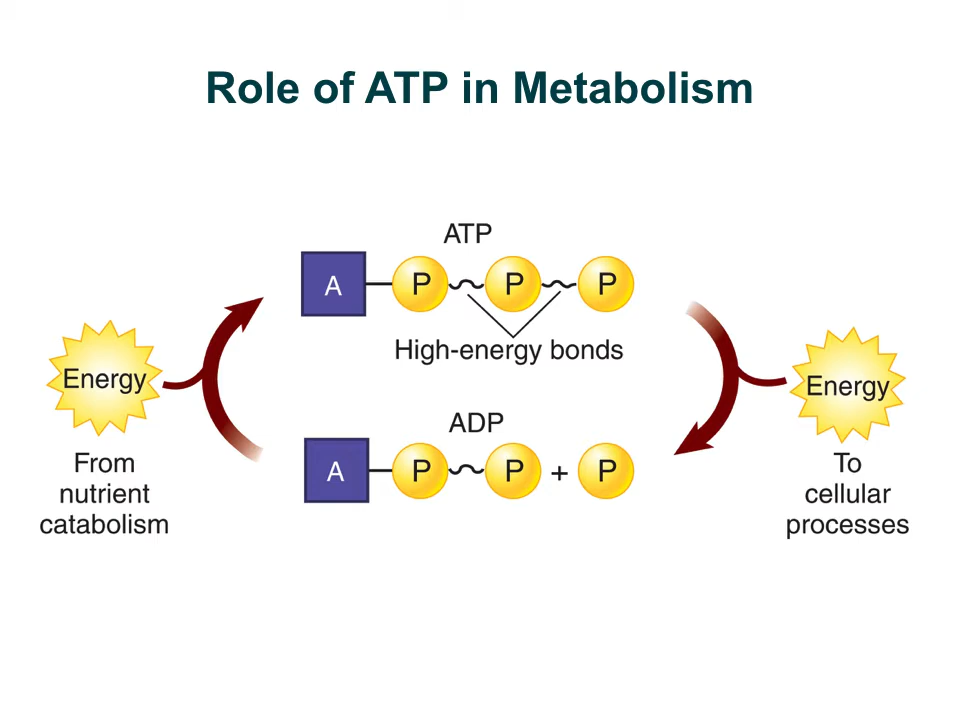 Role of ATP in Metabolism
ATP
A P P P
High-energy bonds
Energy
From
nutrient
catabolism
Energy
To
cellular
processes
ADP
A P P + P